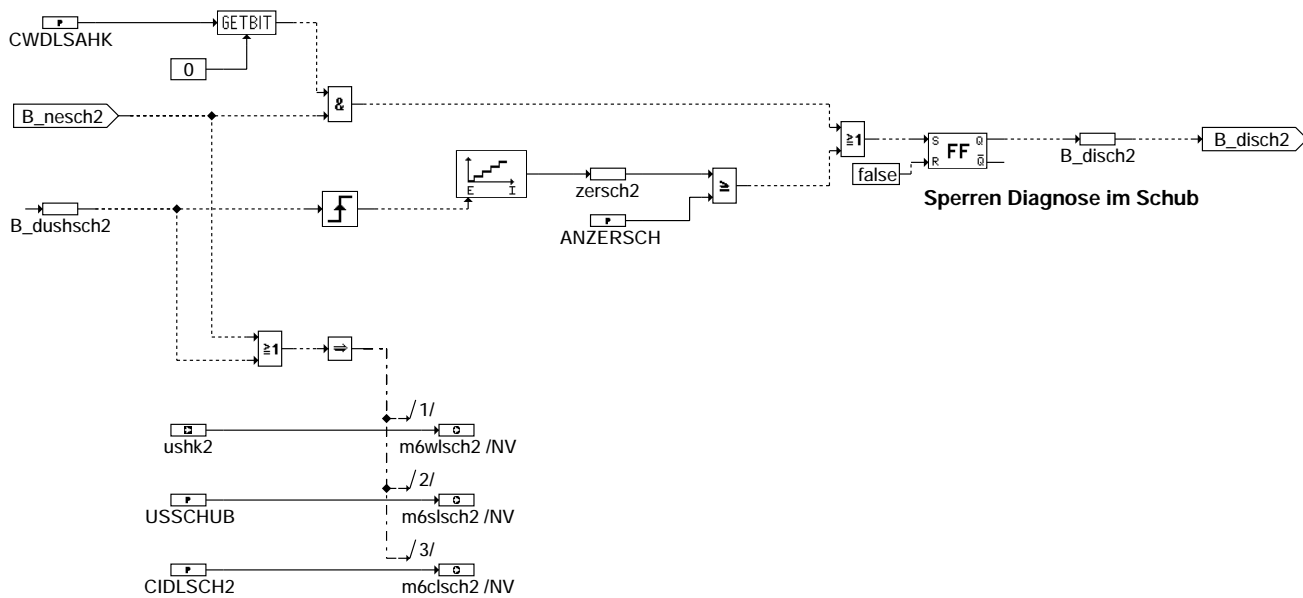 GETBIT
P
CWDLSAHK
0
B_nesch2
&
≥1
S Q
FF
R Q̅
B_disch2
B_disch2
false
Sperren Diagnose im Schub
E I
zersch2
≥
P
ANZERSCH
B_dushsch2
≥1
⇒
/1/
ushk2
m6wlsch2 /NV
/2/
P
USSCHUB
m6slsch2 /NV
/3/
P
CIDLSCH2
m6clsch2 /NV